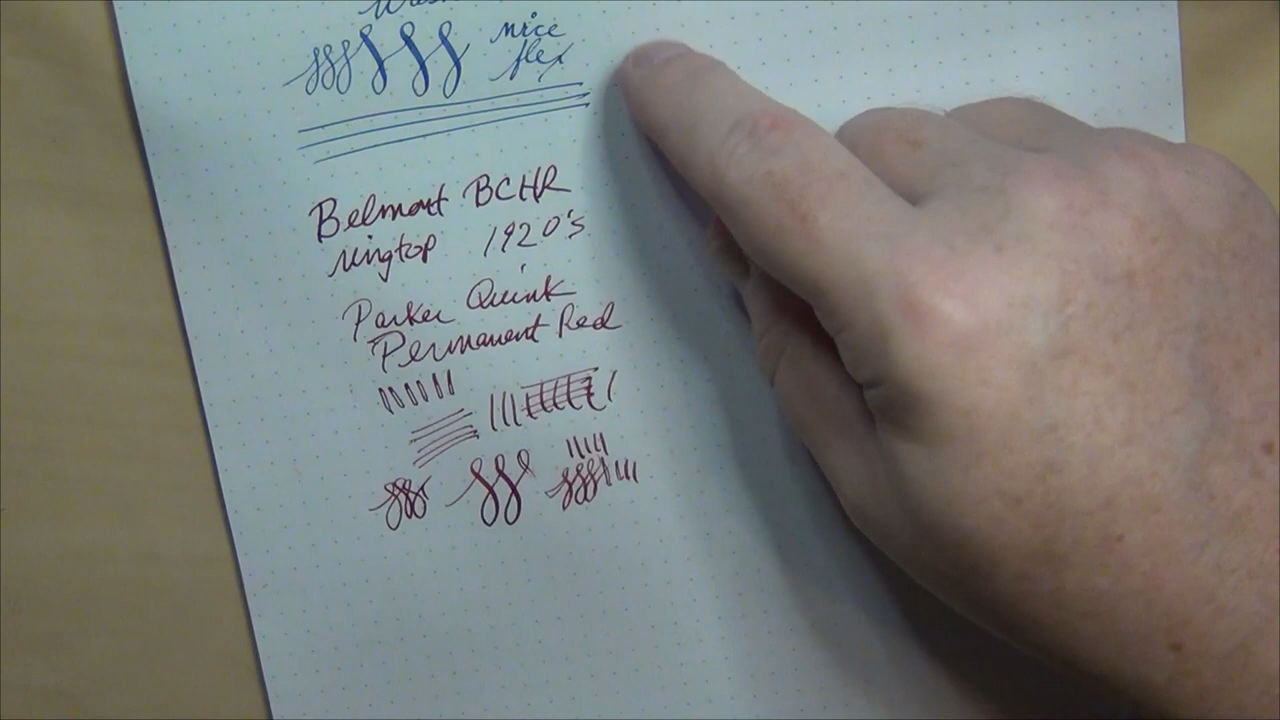 nice
flex
Belmont BCHR
ringtop 1920's
Parker Quink
Permanent Red